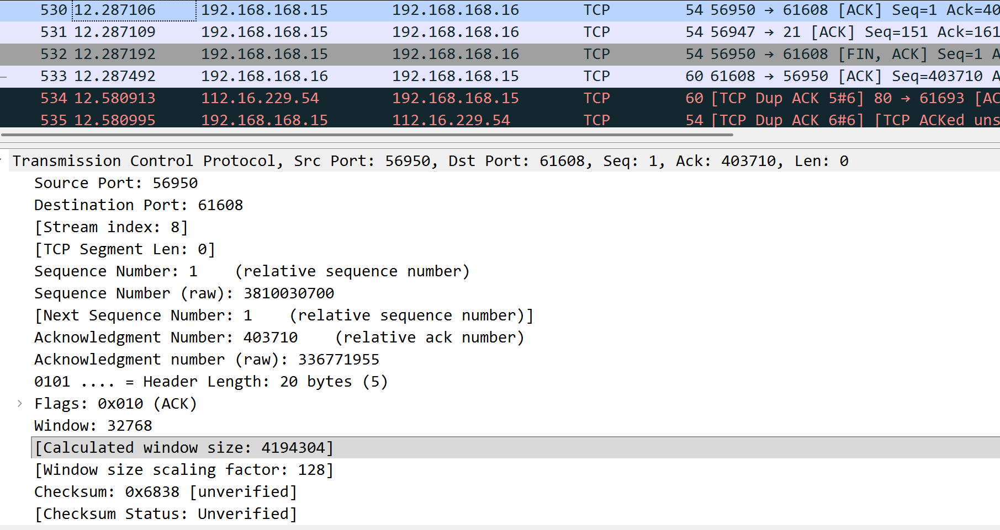 530 12.287106 192.168.168.15 192.168.168.16 TCP 54 56950 → 61608 [ACK] Seq=1 Ack=40
531 12.287109 192.168.168.15 192.168.168.16 TCP 54 56947 → 21 [ACK] Seq=151 Ack=161
532 12.287192 192.168.168.15 192.168.168.16 TCP 54 56950 → 61608 [FIN, ACK] Seq=1 A
533 12.287492 192.168.168.16 192.168.168.15 TCP 60 61608 → 56950 [ACK] Seq=403710 A
534 12.580913 112.16.229.54 192.168.168.15 TCP 60 [TCP Dup ACK 5#6] 80 → 61693 [AC
535 12.580995 192.168.168.15 112.16.229.54 TCP 54 [TCP Dup ACK 6#6] [TCP ACKed uns
Transmission Control Protocol, Src Port: 56950, Dst Port: 61608, Seq: 1, Ack: 403710, Len: 0
Source Port: 56950
Destination Port: 61608
[Stream index: 8]
[TCP Segment Len: 0]
Sequence Number: 1    (relative sequence number)
Sequence Number (raw): 3810030700
[Next Sequence Number: 1    (relative sequence number)]
Acknowledgment Number: 403710    (relative ack number)
Acknowledgment number (raw): 336771955
0101 .... = Header Length: 20 bytes (5)
Flags: 0x010 (ACK)
Window: 32768
[Calculated window size: 4194304]
[Window size scaling factor: 128]
Checksum: 0x6838 [unverified]
[Checksum Status: Unverified]